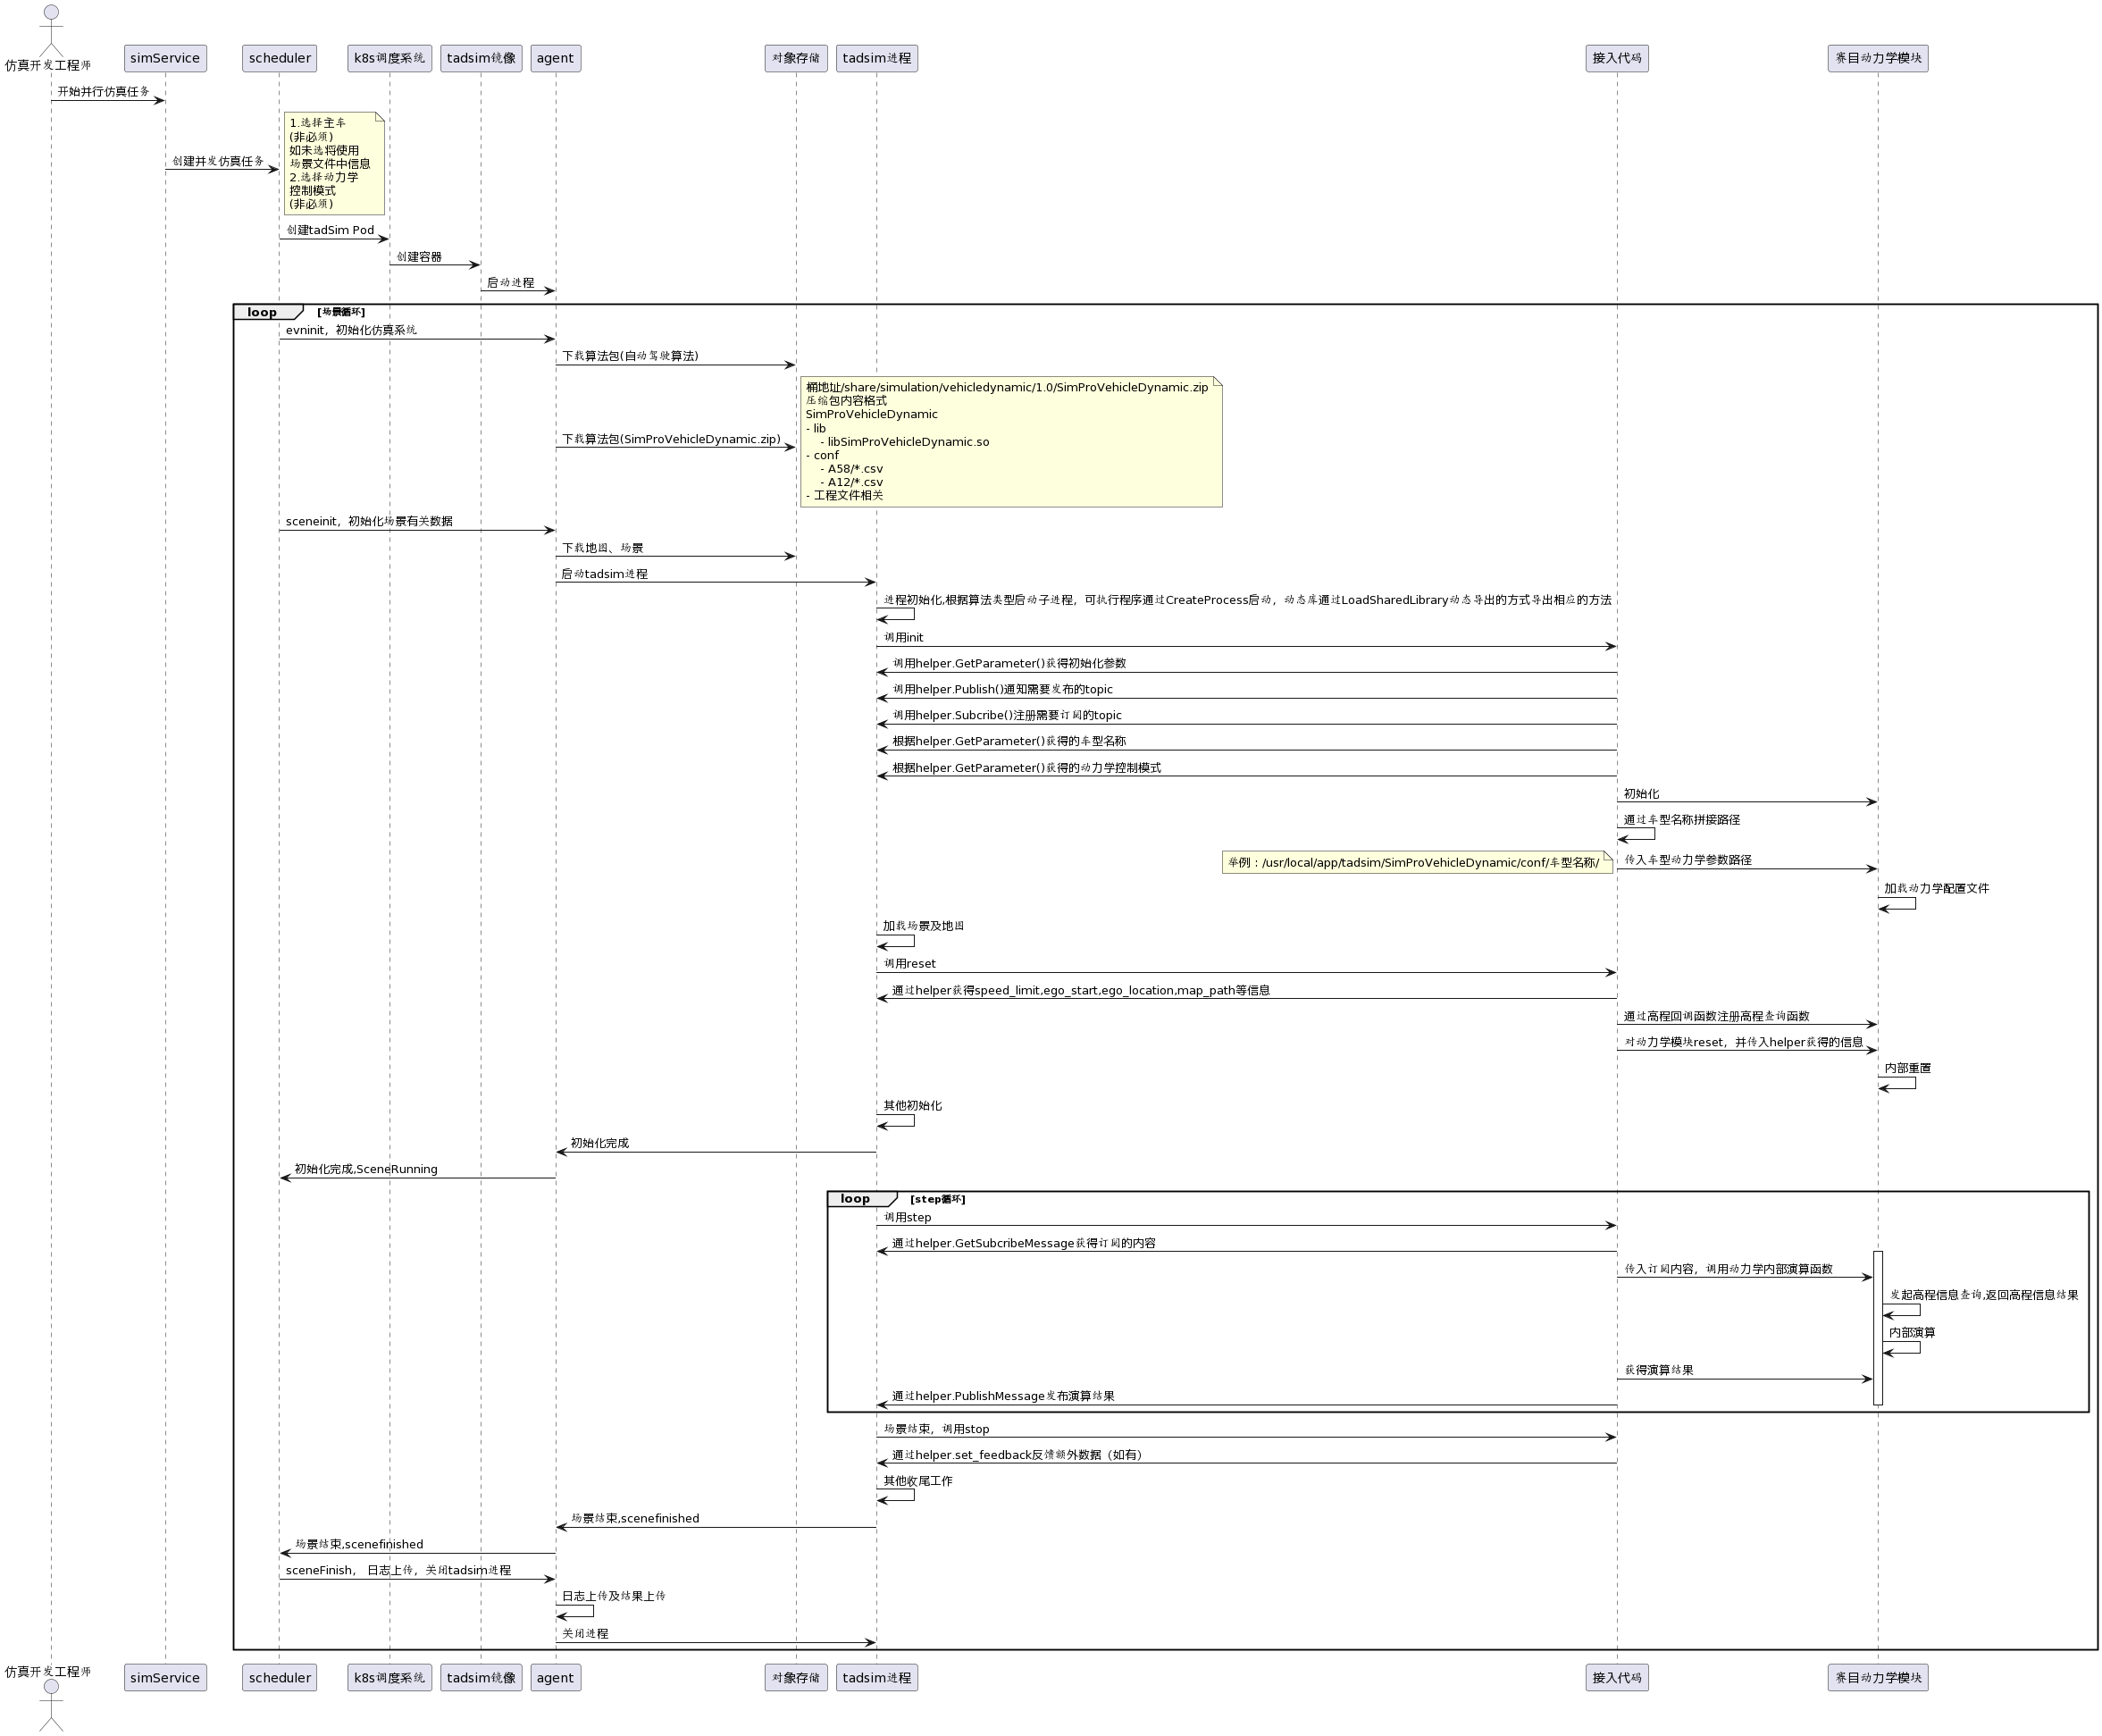 仿真开发工程师
simService
scheduler
k8s调度系统
tadsim镜像
agent
对象存储
tadsim进程
接入代码
赛目动力学模块
开始并行仿真任务
创建并发仿真任务
1.选择主车
(非必须)
如未选将使用
场景文件中信息
2.选择动力学
控制模式
(非必须)
创建tadSim Pod
创建容器
启动进程
loop
[场景循环]
evninit，初始化仿真系统
下载算法包(自动驾驶算法)
下载算法包(SimProVehicleDynamic.zip)
桶地址/share/simulation/vehicledynamic/1.0/SimProVehicleDynamic.zip
压缩包内容格式
SimProVehicleDynamic
- lib
- libSimProVehicleDynamic.so
- conf
- A58/*.csv
- A12/*.csv
- 工程文件相关
sceneinit，初始化场景有关数据
下载地图、场景
启动tadsim进程
进程初始化,根据算法类型启动子进程，可执行程序通过CreateProcess启动，动态库通过LoadSharedLibrary动态导出的方式导出相应的方法
调用init
调用helper.GetParameter()获得初始化参数
调用helper.Publish()通知需要发布的topic
调用helper.Subcribe()注册需要订阅的topic
根据helper.GetParameter()获得的车型名称
根据helper.GetParameter()获得的动力学控制模式
初始化
通过车型名称拼接路径
举例：/usr/local/app/tadsim/SimProVehicleDynamic/conf/车型名称/
传入车型动力学参数路径
加载动力学配置文件
加载场景及地图
调用reset
通过helper获得speed_limit,ego_start,ego_location,map_path等信息
通过高程回调函数注册高程查询函数
对动力学模块reset，并传入helper获得的信息
内部重置
其他初始化
初始化完成
初始化完成,SceneRunning
loop
[step循环]
调用step
通过helper.GetSubcribeMessage获得订阅的内容
传入订阅内容，调用动力学内部演算函数
发起高程信息查询,返回高程信息结果
内部演算
获得演算结果
通过helper.PublishMessage发布演算结果
场景结束，调用stop
通过helper.set_feedback反馈额外数据（如有）
其他收尾工作
场景结束,scenefinished
场景结束,scenefinished
sceneFinish， 日志上传，关闭tadsim进程
日志上传及结果上传
关闭进程
仿真开发工程师
simService
scheduler
k8s调度系统
tadsim镜像
agent
对象存储
tadsim进程
接入代码
赛目动力学模块